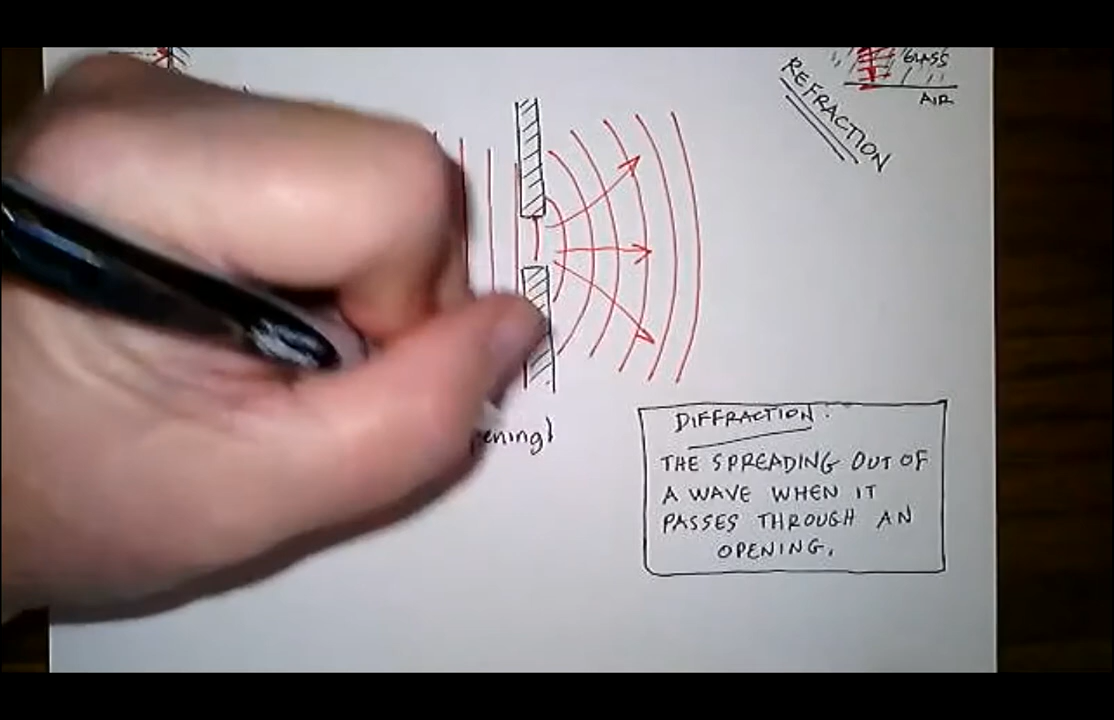 GLASS
AIR
REFRACTION
DIFFRACTION:
THE SPREADING OUT OF
A WAVE WHEN IT
PASSES THROUGH AN
OPENING.